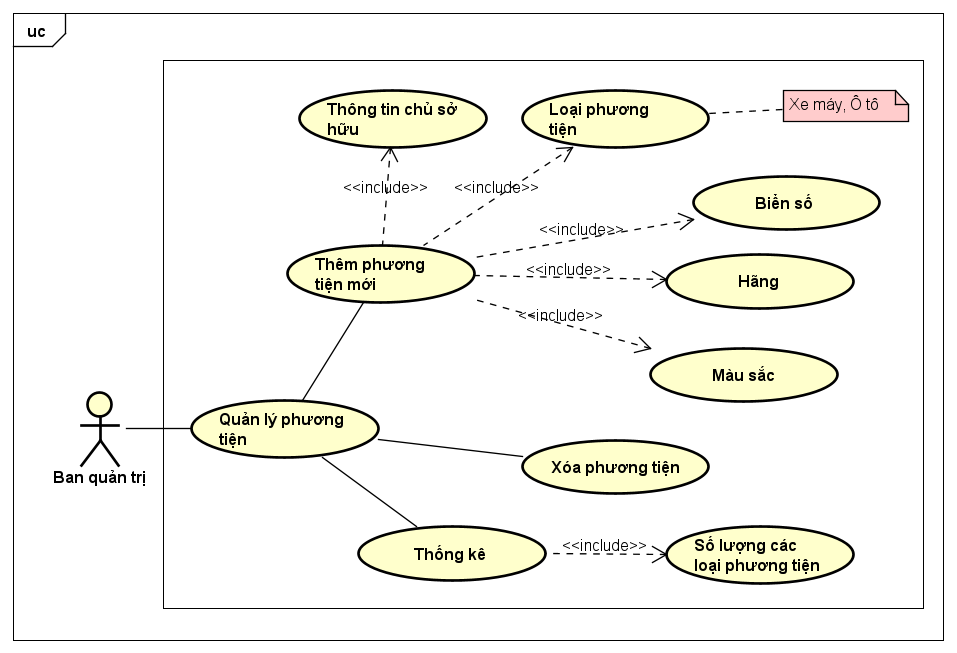 uc
Thông tin chủ sở
hữu
Loại phương
tiện
Xe máy, Ô tô
<<include>>
<<include>>
Biển số
<<include>>
Thêm phương
tiện mới
<<include>>
Hãng
<<include>>
Màu sắc
Quản lý phương
tiện
Ban quản trị
Xóa phương tiện
Thống kê
<<include>>
Số lượng các
loại phương tiện